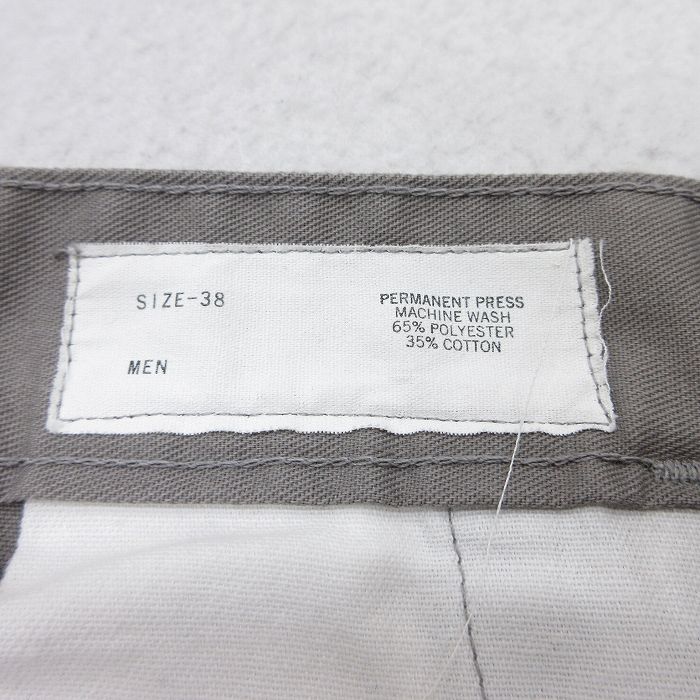 SIZE-38
MEN
PERMANENT PRESS
MACHINE WASH
65% POLYESTER
35% COTTON